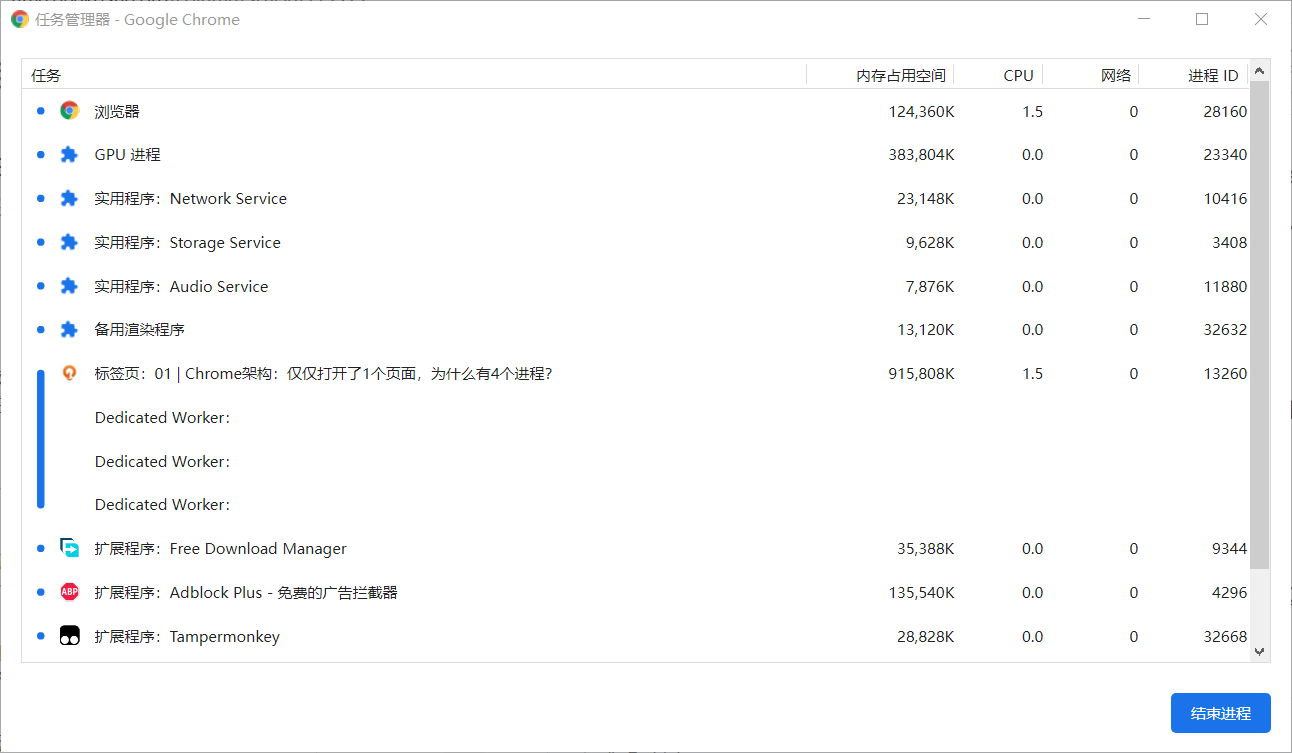 任务管理器 - Google Chrome
任务 内存占用空间 CPU 网络 进程 ID
浏览器 124,360K 1.5 0 28160
GPU 进程 383,804K 0.0 0 23340
实用程序：Network Service 23,148K 0.0 0 10416
实用程序：Storage Service 9,628K 0.0 0 3408
实用程序：Audio Service 7,876K 0.0 0 11880
备用渲染程序 13,120K 0.0 0 32632
标签页：01 | Chrome架构：仅仅打开了1个页面，为什么有4个进程？ 915,808K 1.5 0 13260
Dedicated Worker:
Dedicated Worker:
Dedicated Worker:
扩展程序：Free Download Manager 35,388K 0.0 0 9344
ABP 扩展程序：Adblock Plus - 免费的广告拦截器 135,540K 0.0 0 4296
扩展程序：Tampermonkey 28,828K 0.0 0 32668
结束进程